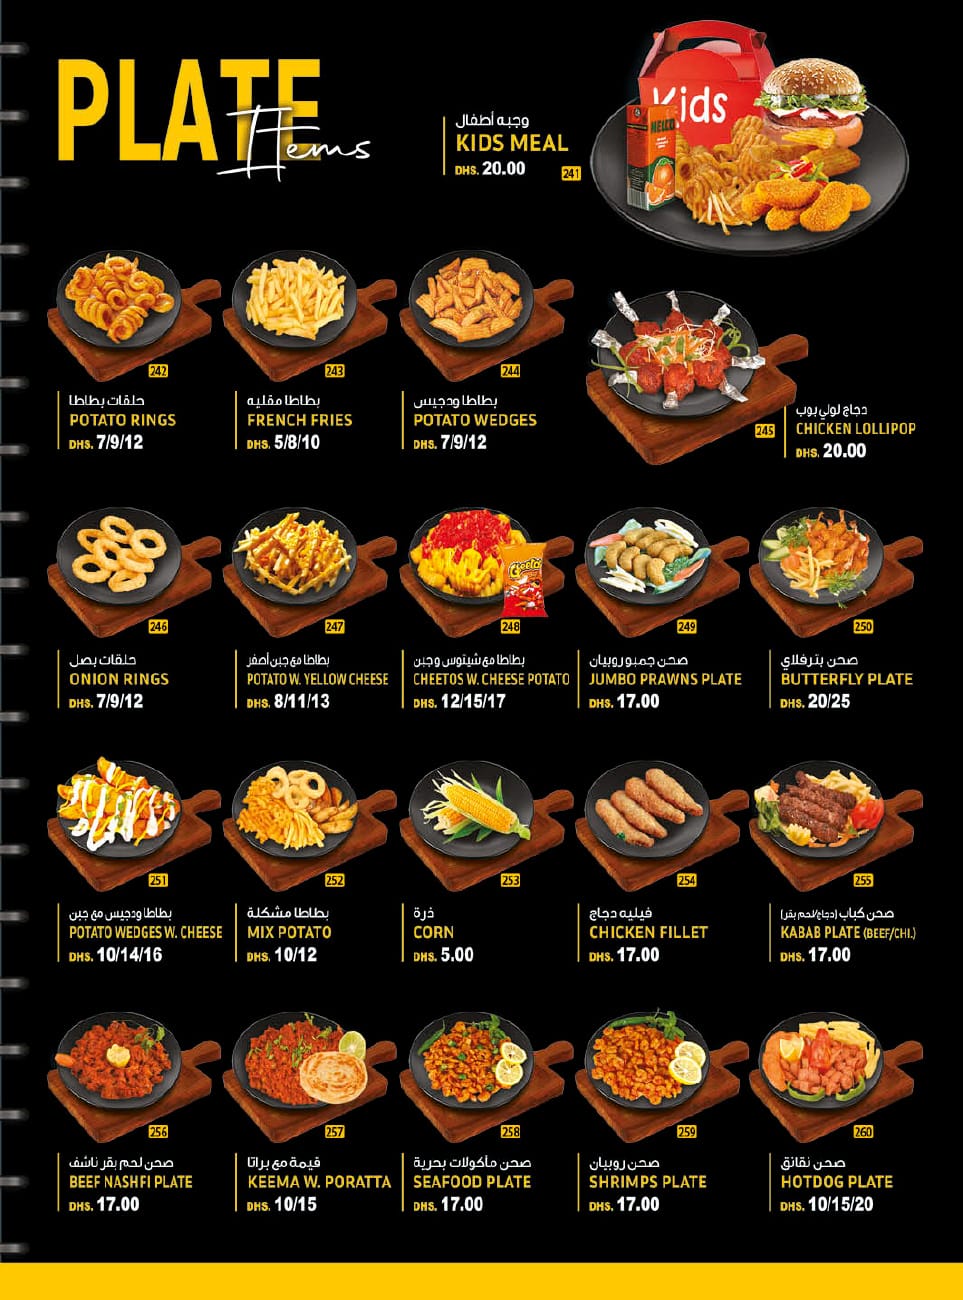 PLATE
Items
وجبه أطفال
KIDS MEAL
DHS. 20.00
241
Kids
MELCO
242
243
244
حلقات بطاطا
POTATO RINGS
DHS. 7/9/12
بطاطا مقليه
FRENCH FRIES
DHS. 5/8/10
بطاطا ودجيس
POTATO WEDGES
DHS. 7/9/12
245
دجاج لولي بوب
CHICKEN LOLLIPOP
DHS. 20.00
246
247
248
249
250
حلقات بصل
ONION RINGS
DHS. 7/9/12
بطاطا مع جبن أصفر
POTATO W. YELLOW CHEESE
DHS. 8/11/13
بطاطا مع شيتوس وجبن
CHEETOS W. CHEESE POTATO
DHS. 12/15/17
صحن جمبو روبيان
JUMBO PRAWNS PLATE
DHS. 17.00
صحن بترفلاي
BUTTERFLY PLATE
DHS. 20/25
251
252
253
254
255
بطاطا ودجيس مع جبن
POTATO WEDGES W. CHEESE
DHS. 10/14/16
بطاطا مشكلة
MIX POTATO
DHS. 10/12
ذرة
CORN
DHS. 5.00
فيليه دجاج
CHICKEN FILLET
DHS. 17.00
صحن كباب (دجاج/لحم بقر)
KABAB PLATE (BEEF/CHI.)
DHS. 17.00
256
257
258
259
260
صحن لحم بقر ناشف
BEEF NASHFI PLATE
DHS. 17.00
قيمة مع براتا
KEEMA W. PORATTA
DHS. 10/15
صحن مأكولات بحرية
SEAFOOD PLATE
DHS. 17.00
صحن روبيان
SHRIMPS PLATE
DHS. 17.00
صحن نقانق
HOTDOG PLATE
DHS. 10/15/20